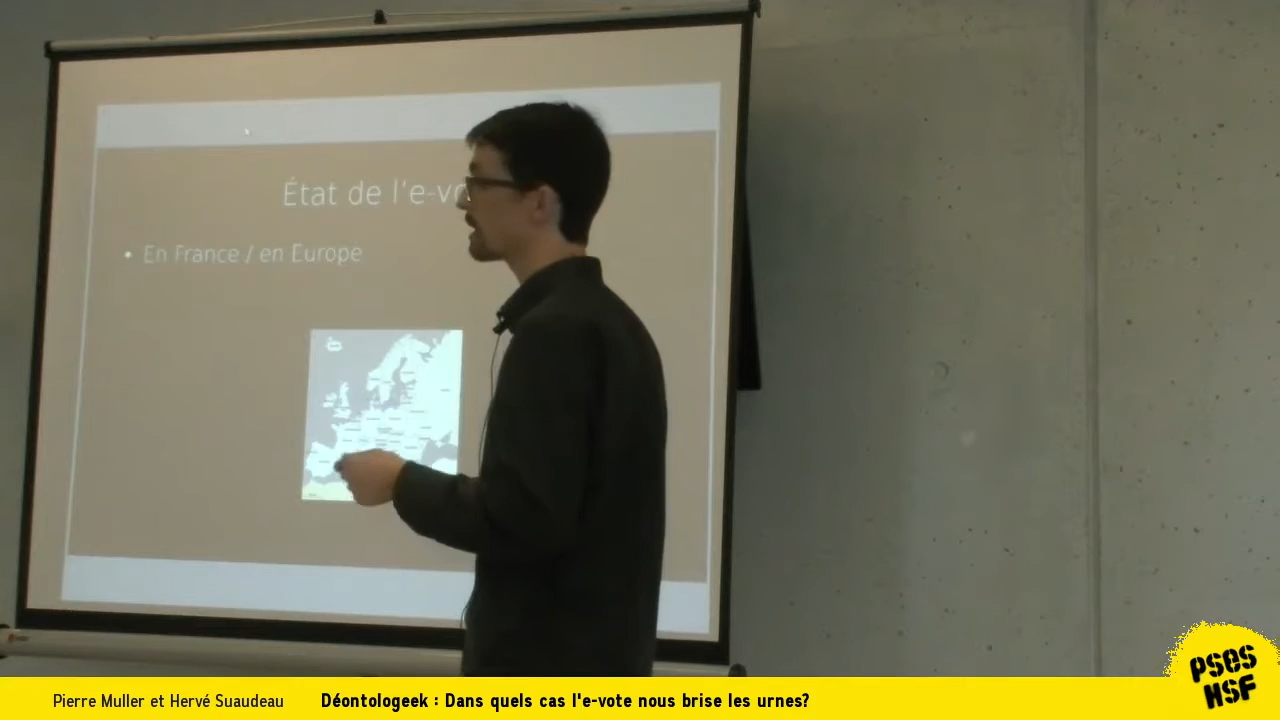 État de l'e-vo
• En France / en Europe
Pierre Muller et Hervé Suaudeau
Déontologeek : Dans quels cas l'e-vote nous brise les urnes?
PSES
HSF